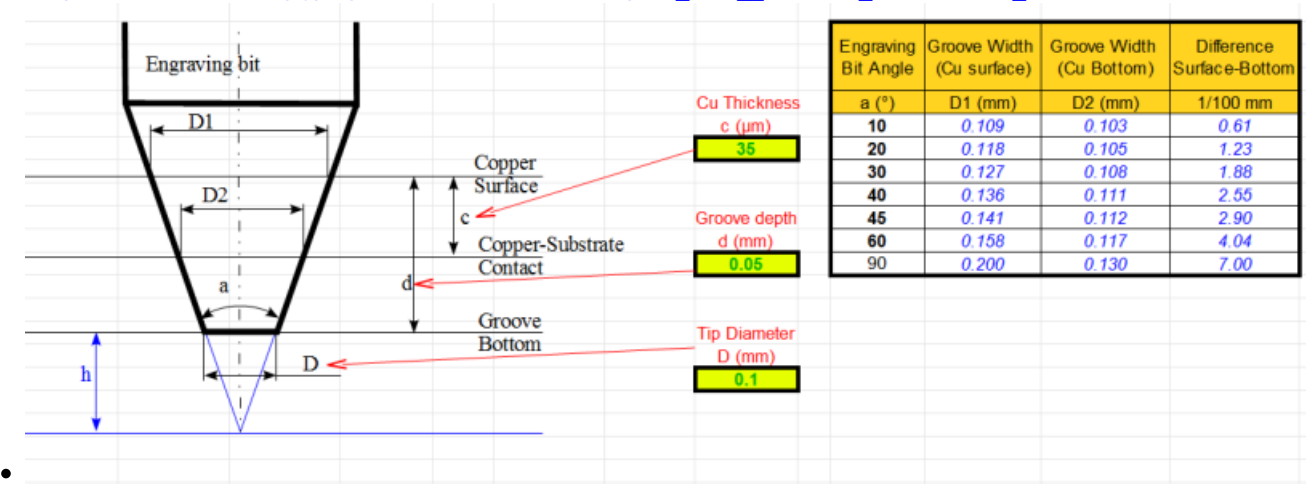 Engraving bit
D1
D2
a
h
D
c
d
Copper
Surface
Copper-Substrate
Contact
Groove
Bottom
Cu Thickness
c (µm)
35
Groove depth
d (mm)
0.05
Tip Diameter
D (mm)
0.1
Engraving Bit Angle | Groove Width (Cu surface) | Groove Width (Cu Bottom) | Difference Surface-Bottom
a (°) D1 (mm) D2 (mm) 1/100 mm
10 0.109 0.103 0.61
20 0.118 0.105 1.23
30 0.127 0.108 1.88
40 0.136 0.111 2.55
45 0.141 0.112 2.90
60 0.158 0.117 4.04
90 0.200 0.130 7.00